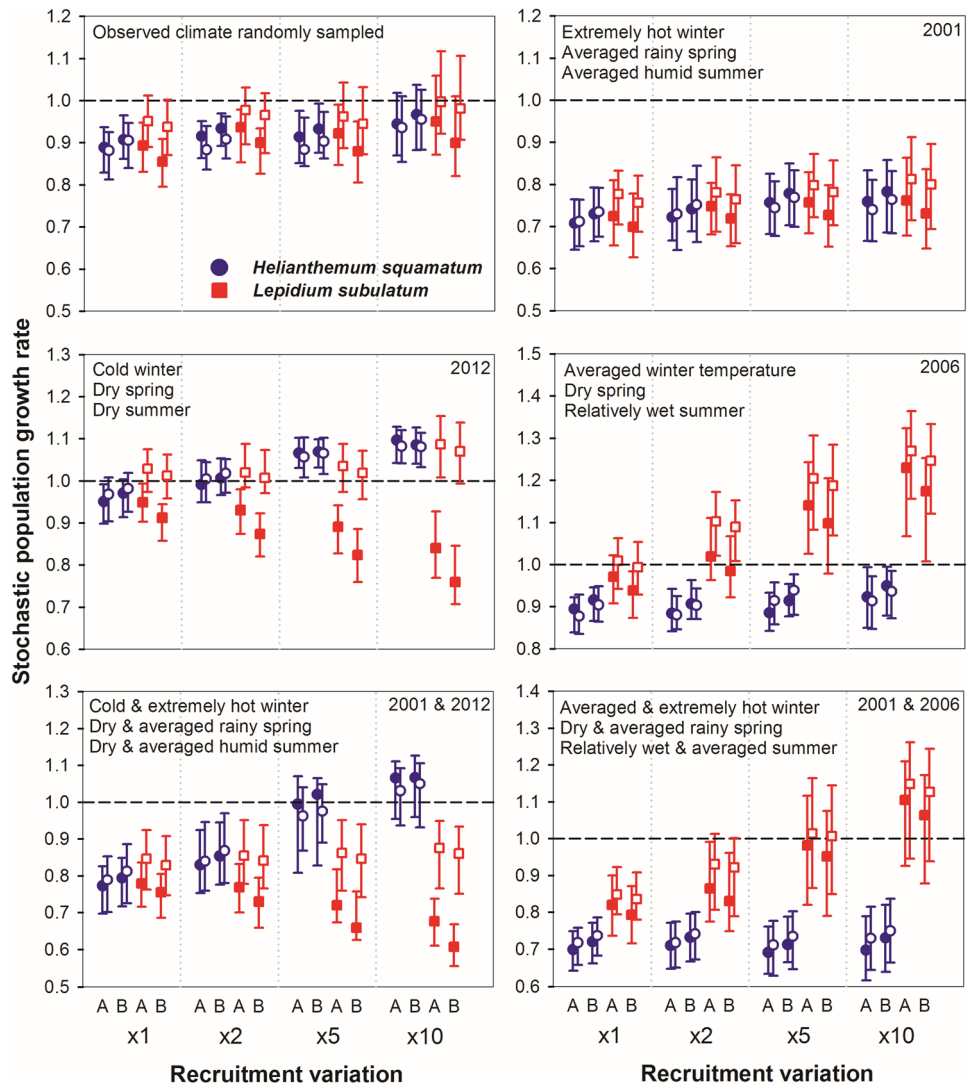 Stochastic population growth rate
1.2
1.1
1.0
0.9
0.8
0.7
0.6
0.5
Observed climate randomly sampled
Helianthemum squamatum
Lepidium subulatum
1.2
1.1
1.0
0.9
0.8
0.7
0.6
0.5
Extremely hot winter
2001
Averaged rainy spring
Averaged humid summer
1.3
1.2
1.1
1.0
0.9
0.8
0.7
0.6
Cold winter
2012
Dry spring
Dry summer
1.5
1.4
1.3
1.2
1.1
1.0
0.9
0.8
Averaged winter temperature
2006
Dry spring
Relatively wet summer
1.3
1.2
1.1
1.0
0.9
0.8
0.7
0.6
0.5
Cold & extremely hot winter
2001 & 2012
Dry & averaged rainy spring
Dry & averaged humid summer
A B A B A B A B A B A B A B A B
x1 x2 x5 x10
Recruitment variation
1.4
1.3
1.2
1.1
1.0
0.9
0.8
0.7
0.6
Averaged & extremely hot winter
2001 & 2006
Dry & averaged rainy spring
Relatively wet & averaged summer
A B A B A B A B A B A B A B A B
x1 x2 x5 x10
Recruitment variation